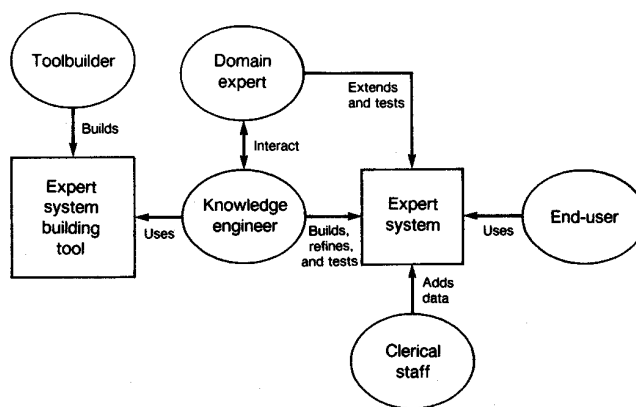 Toolbuilder
Domain
expert
Extends
and tests
Builds
Interact
Expert
system
building
tool
Uses
Knowledge
engineer
Builds,
refines,
and tests
Expert
system
Uses
End-user
Adds
data
Clerical
staff